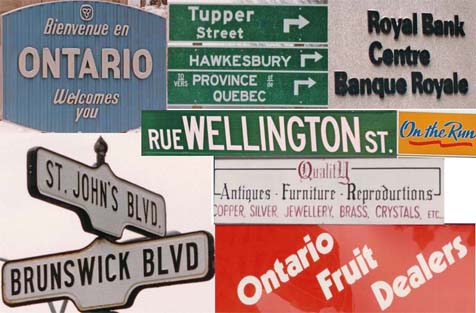 Bienvenue en
ONTARIO
Welcomes
you
Tupper
Street
HAWKESBURY
TO
VERS
PROVINCE
QUEBEC
Royal Bank
Centre
Banque Royale
RUE WELLINGTON ST.
On the Run
ST. JOHN'S BLVD.
BRUNSWICK BLVD
Quality
Antiques · Furniture · Reproductions
COPPER, SILVER, JEWELLERY, BRASS, CRYSTALS, ETC.
Ontario
Fruit
Dealers